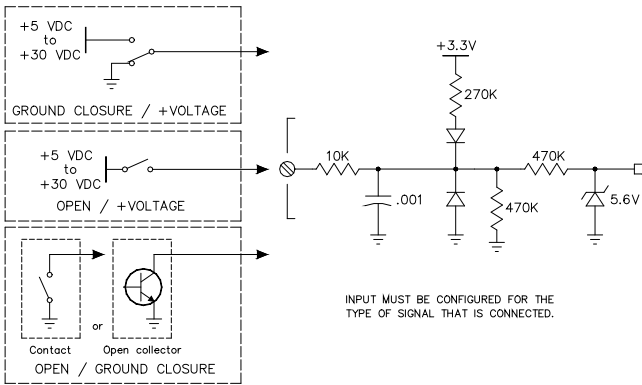 +5 VDC
to
+30 VDC
GROUND CLOSURE / +VOLTAGE
+5 VDC
to
+30 VDC
OPEN / +VOLTAGE
Contact
or
Open collector
OPEN / GROUND CLOSURE
+3.3V
270K
10K
470K
.001
470K
5.6V
INPUT MUST BE CONFIGURED FOR THE
TYPE OF SIGNAL THAT IS CONNECTED.